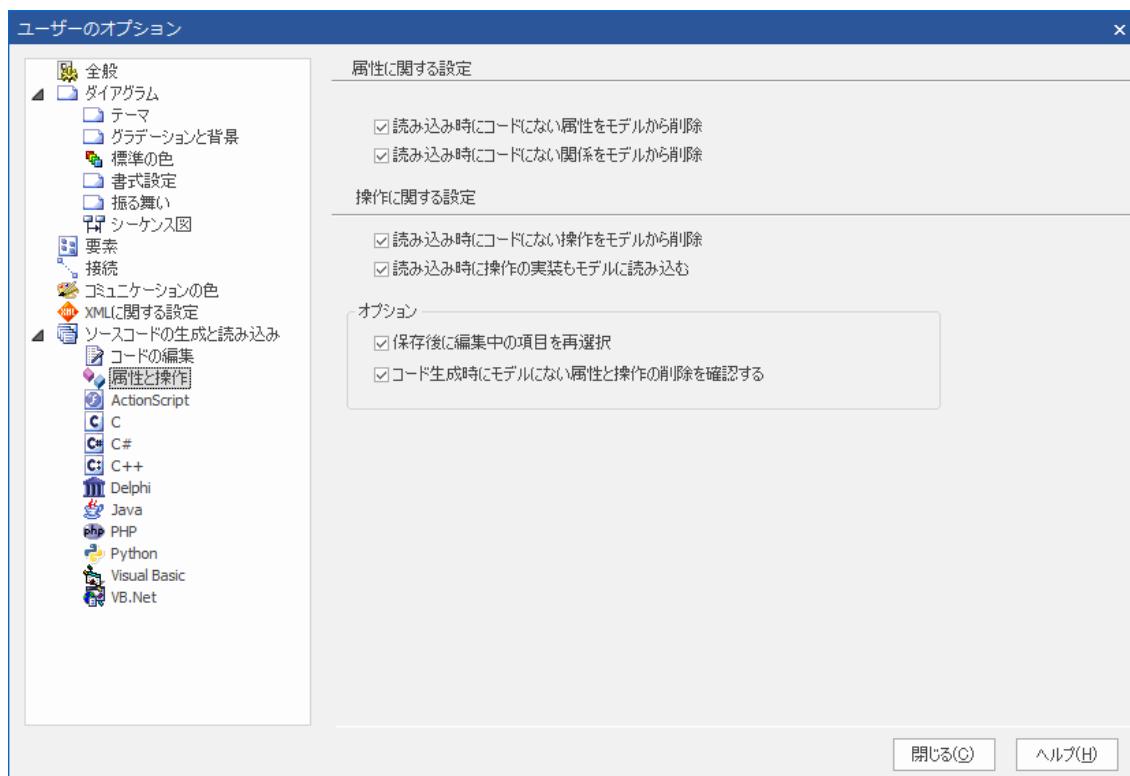 ユーザーのオプション
全般
ダイアグラム
テーマ
グラデーションと背景
標準の色
書式設定
振る舞い
シーケンス図
要素
接続
コミュニケーションの色
XMLに関する設定
ソースコードの生成と読み込み
コードの編集
属性と操作
ActionScript
C
C#
C++
Delphi
Java
PHP
Python
Visual Basic
VB.Net
属性に関する設定
読み込み時にコードにない属性をモデルから削除
読み込み時にコードにない関係をモデルから削除
操作に関する設定
読み込み時にコードにない操作をモデルから削除
読み込み時に操作の実装もモデルに読み込む
オプション
保存後に編集中の項目を再選択
コード生成時にモデルにない属性と操作の削除を確認する
閉じる(C)
ヘルプ(H)